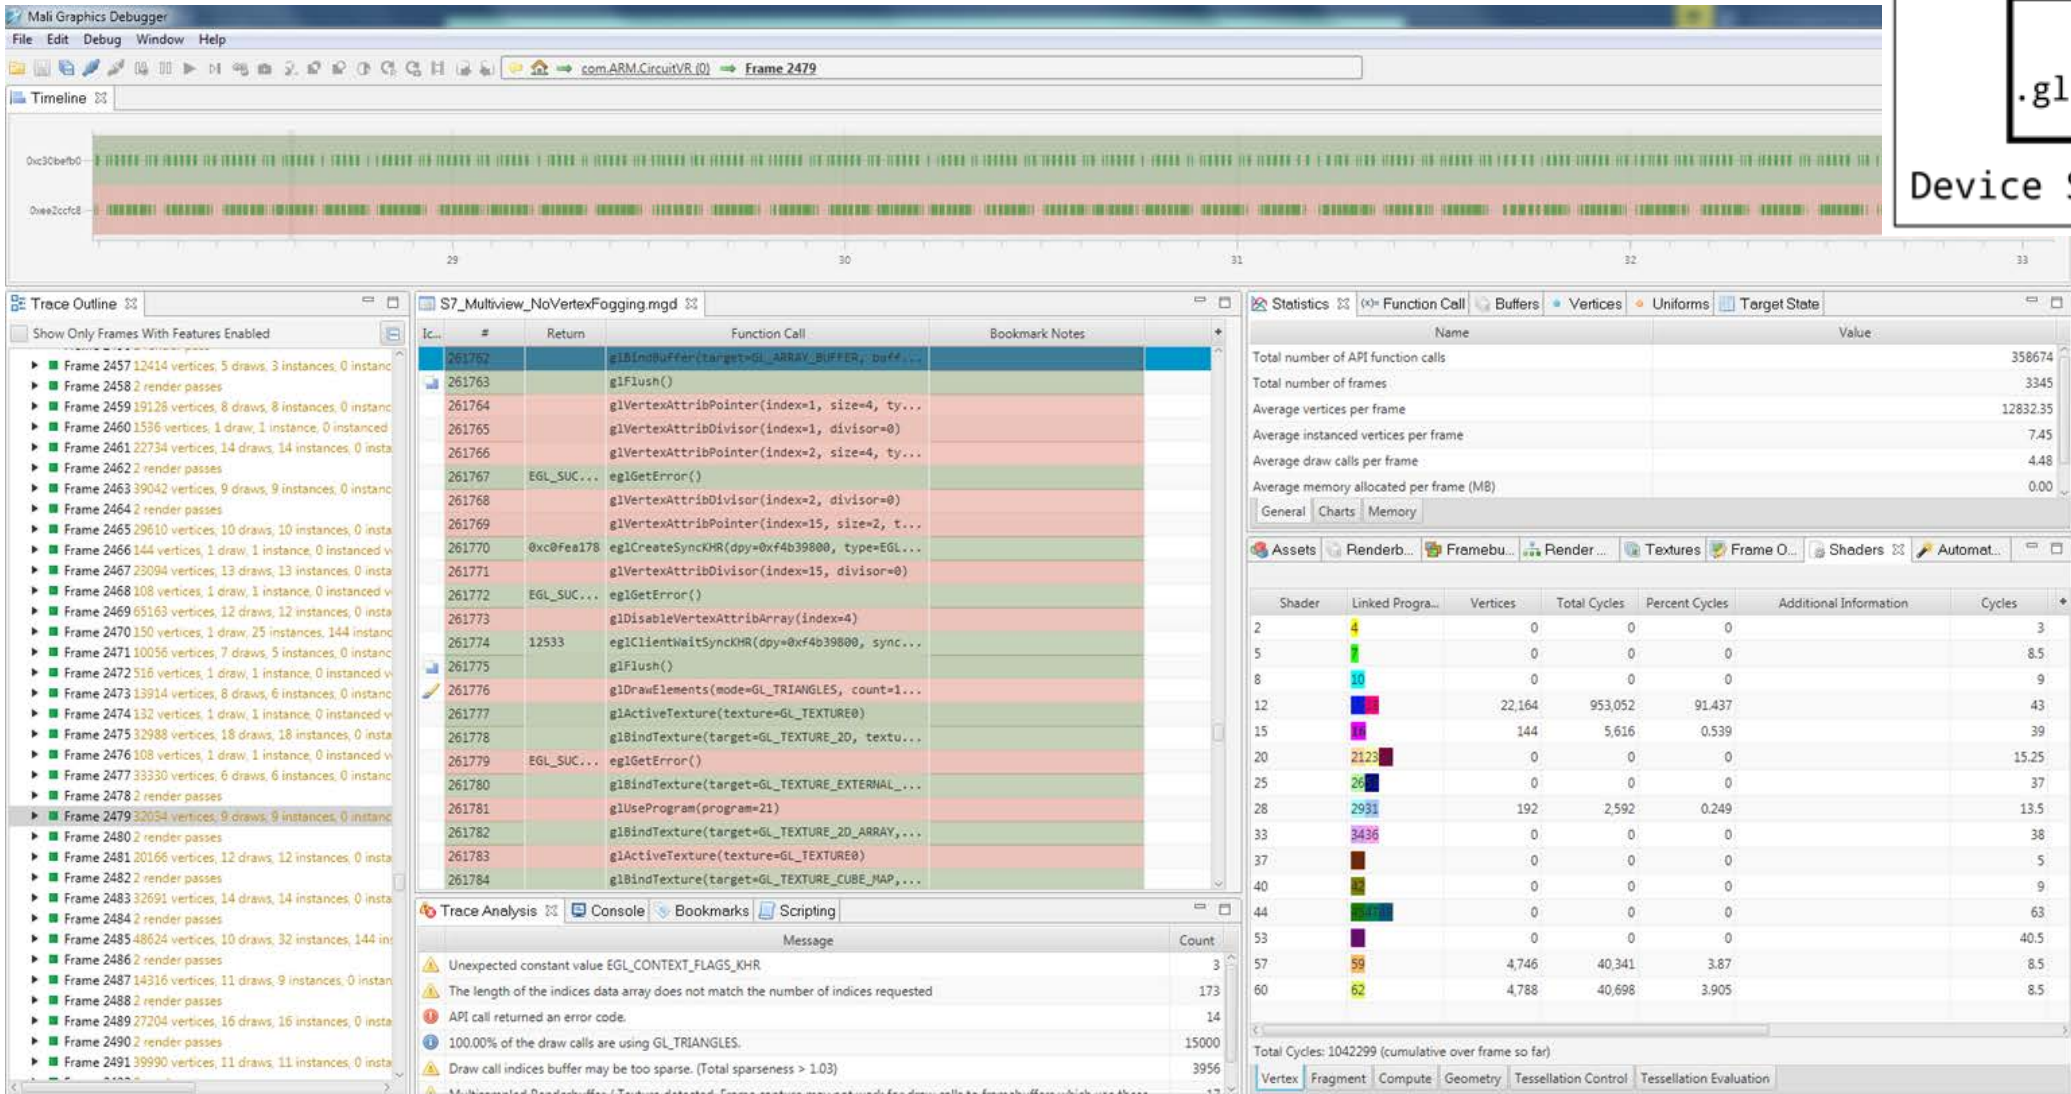 Mali Graphics Debugger
File Edit Debug Window Help
com.ARM.CircuitVR (0) Frame 2479
.gl
Device S
Timeline
0xc30befb0
0xee2ccfc8
29 30 31 32 33
Trace Outline
Show Only Frames With Features Enabled
Frame 2457 12414 vertices, 5 draws, 3 instances, 0 instanc
Frame 2458 2 render passes
Frame 2459 19126 vertices, 8 draws, 8 instances, 0 instanc
Frame 2460 1536 vertices, 1 draw, 1 instance, 0 instanced
Frame 2461 22734 vertices, 14 draws, 14 instances, 0 insta
Frame 2462 2 render passes
Frame 2463 39042 vertices, 9 draws, 9 instances, 0 instanc
Frame 2464 2 render passes
Frame 2465 29610 vertices, 10 draws, 10 instances, 0 insta
Frame 2466 144 vertices, 1 draw, 1 instance, 0 instanced v
Frame 2467 23094 vertices, 13 draws, 13 instances, 0 insta
Frame 2468 108 vertices, 1 draw, 1 instance, 0 instanced v
Frame 2469 65163 vertices, 12 draws, 12 instances, 0 insta
Frame 2470 150 vertices, 1 draw, 25 instances, 144 instanc
Frame 2471 10056 vertices, 7 draws, 5 instances, 0 instanc
Frame 2472 516 vertices, 1 draw, 1 instance, 0 instanced v
Frame 2473 13914 vertices, 8 draws, 6 instances, 0 instanc
Frame 2474 132 vertices, 1 draw, 1 instance, 0 instanced v
Frame 2475 32988 vertices, 18 draws, 18 instances, 0 insta
Frame 2476 108 vertices, 1 draw, 1 instance, 0 instanced v
Frame 2477 33330 vertices, 6 draws, 6 instances, 0 instanc
Frame 2478 2 render passes
Frame 2479 32034 vertices, 9 draws, 9 instances, 0 instanc
Frame 2480 2 render passes
Frame 2481 20166 vertices, 12 draws, 12 instances, 0 insta
Frame 2482 2 render passes
Frame 2483 32691 vertices, 14 draws, 14 instances, 0 insta
Frame 2484 2 render passes
Frame 2485 48624 vertices, 10 draws, 32 instances, 144 in
Frame 2486 2 render passes
Frame 2487 14316 vertices, 11 draws, 9 instances, 0 instan
Frame 2488 2 render passes
Frame 2489 27204 vertices, 16 draws, 16 instances, 0 insta
Frame 2490 2 render passes
Frame 2491 39990 vertices, 11 draws, 11 instances, 0 insta
S7_Multiview_NoVertexFogging.mgd
Ic... # Return Function Call Bookmark Notes
261762 glBindBuffer(target=GL_ARRAY_BUFFER, buff...
261763 glFlush()
261764 glVertexAttribPointer(index=1, size=4, ty...
261765 glVertexAttribDivisor(index=1, divisor=0)
261766 glVertexAttribPointer(index=2, size=4, ty...
261767 EGL_SUC... eglGetError()
261768 glVertexAttribDivisor(index=2, divisor=0)
261769 glVertexAttribPointer(index=15, size=2, t...
261770 0xc0fea178 eglCreateSyncKHR(dpy=0xf4b39800, type=EGL...
261771 glVertexAttribDivisor(index=15, divisor=0)
261772 EGL_SUC... eglGetError()
261773 glDisableVertexAttribArray(index=4)
261774 12533 eglClientWaitSyncKHR(dpy=0xf4b39800, sync...
261775 glFlush()
261776 glDrawElements(mode=GL_TRIANGLES, count=1...
261777 glActiveTexture(texture=GL_TEXTURE0)
261778 glBindTexture(target=GL_TEXTURE_2D, textu...
261779 EGL_SUC... eglGetError()
261780 glBindTexture(target=GL_TEXTURE_EXTERNAL_...
261781 glUseProgram(program=21)
261782 glBindTexture(target=GL_TEXTURE_2D_ARRAY,...
261783 glActiveTexture(texture=GL_TEXTURE0)
261784 glBindTexture(target=GL_TEXTURE_CUBE_MAP,...
Trace Analysis Console Bookmarks Scripting
Message Count
Unexpected constant value EGL_CONTEXT_FLAGS_KHR 3
The length of the indices data array does not match the number of indices requested 173
API call returned an error code. 14
100.00% of the draw calls are using GL_TRIANGLES. 15000
Draw call indices buffer may be too sparse. (Total sparseness > 1.03) 3956
Statistics (x)= Function Call Buffers Vertices Uniforms Target State
Name Value
Total number of API function calls 358674
Total number of frames 3345
Average vertices per frame 12832.35
Average instanced vertices per frame 7.45
Average draw calls per frame 4.48
Average memory allocated per frame (MB) 0.00
General Charts Memory
Assets Renderb... Framebu... Render ... Textures Frame O... Shaders Automat...
Shader Linked Progra... Vertices Total Cycles Percent Cycles Additional Information Cycles
2 4 0 0 0 3
5 7 0 0 0 8.5
8 10 0 0 0 9
12 22,164 953,052 91.437 43
15 16 144 5,616 0.539 39
20 2123 0 0 0 15.25
25 26 0 0 0 37
28 2931 192 2,592 0.249 13.5
33 3436 0 0 0 38
37 0 0 0 5
40 42 0 0 0 9
44 0 0 0 63
53 0 0 0 40.5
57 59 4,746 40,341 3.87 8.5
60 62 4,788 40,698 3.905 8.5
Total Cycles: 1042299 (cumulative over frame so far)
Vertex Fragment Compute Geometry Tessellation Control Tessellation Evaluation